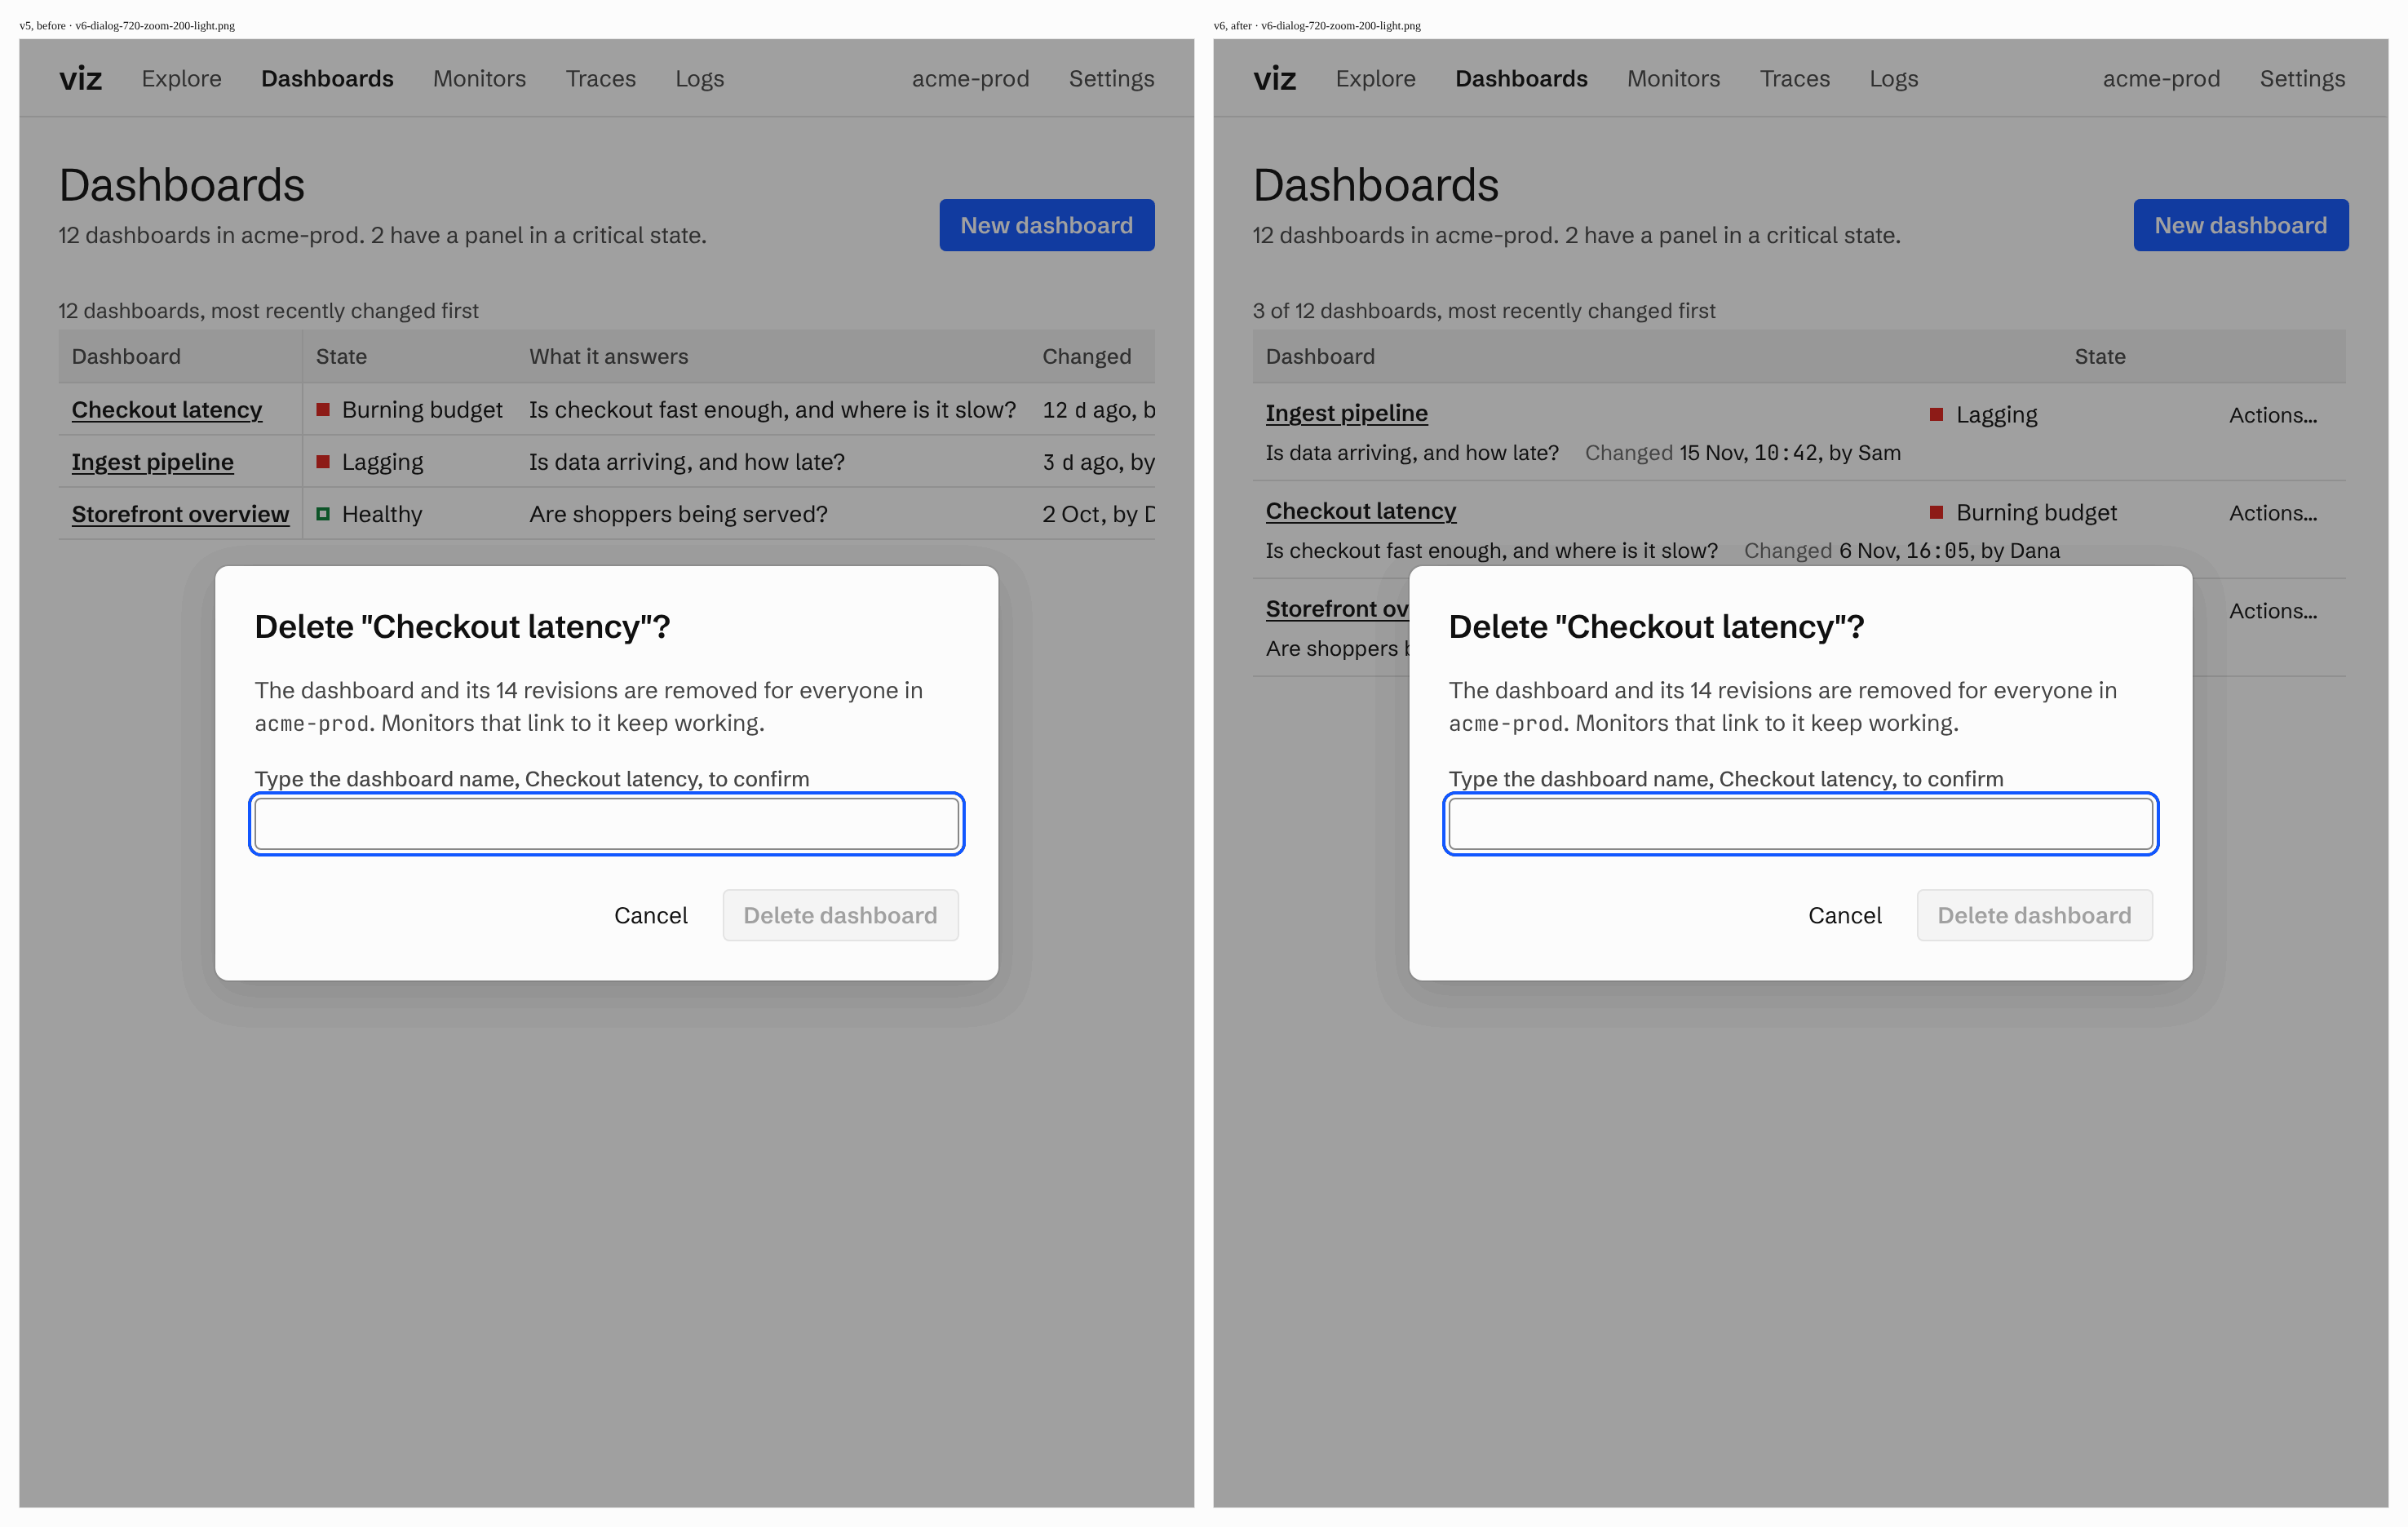 v5, before · v6-dialog-720-zoom-200-light.png
viz Explore Dashboards Monitors Traces Logs acme-prod Settings
Dashboards
12 dashboards in acme-prod. 2 have a panel in a critical state.
New dashboard
12 dashboards, most recently changed first
Dashboard State What it answers Changed
Checkout latency Burning budget Is checkout fast enough, and where is it slow? 12 d ago, b
Ingest pipeline Lagging Is data arriving, and how late? 3 d ago, by
Storefront overview Healthy Are shoppers being served? 2 Oct, by D
Delete "Checkout latency"?
The dashboard and its 14 revisions are removed for everyone in
acme-prod. Monitors that link to it keep working.
Type the dashboard name, Checkout latency, to confirm
Cancel Delete dashboard
v6, after · v6-dialog-720-zoom-200-light.png
viz Explore Dashboards Monitors Traces Logs acme-prod Settings
Dashboards
12 dashboards in acme-prod. 2 have a panel in a critical state.
New dashboard
3 of 12 dashboards, most recently changed first
Dashboard State
Ingest pipeline Lagging Actions...
Is data arriving, and how late? Changed 15 Nov, 10:42, by Sam
Checkout latency Burning budget Actions...
Is checkout fast enough, and where is it slow? Changed 6 Nov, 16:05, by Dana
Storefront ov Actions...
Are shoppers
Delete "Checkout latency"?
The dashboard and its 14 revisions are removed for everyone in
acme-prod. Monitors that link to it keep working.
Type the dashboard name, Checkout latency, to confirm
Cancel Delete dashboard